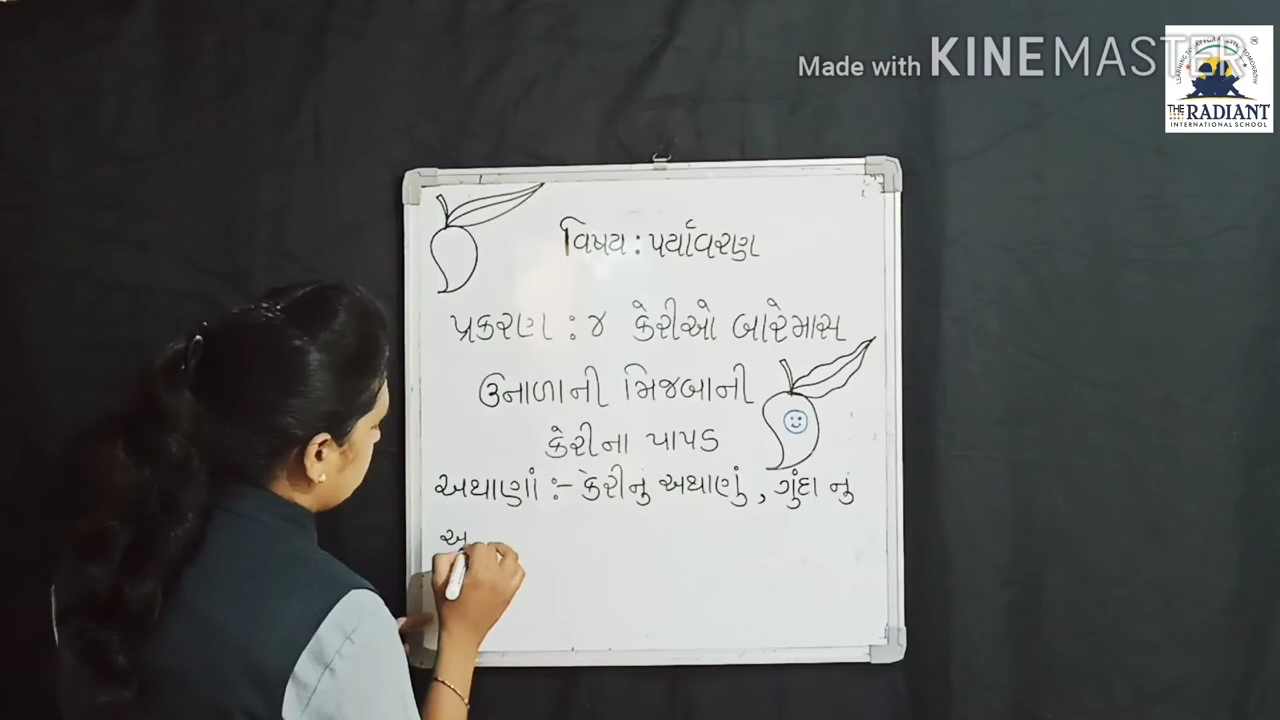 Made with KINEMASTER
THE RADIANT
INTERNATIONAL SCHOOL
વિષય : પર્યાવરણ
પ્રકરણ : ૪ કેરીઓ બારેમાસ
ઉનાળાની મિજબાની
કેરીના પાપડ
અથાણાં :- કેરીનુ અથાણું , ગુંદા નુ
અ